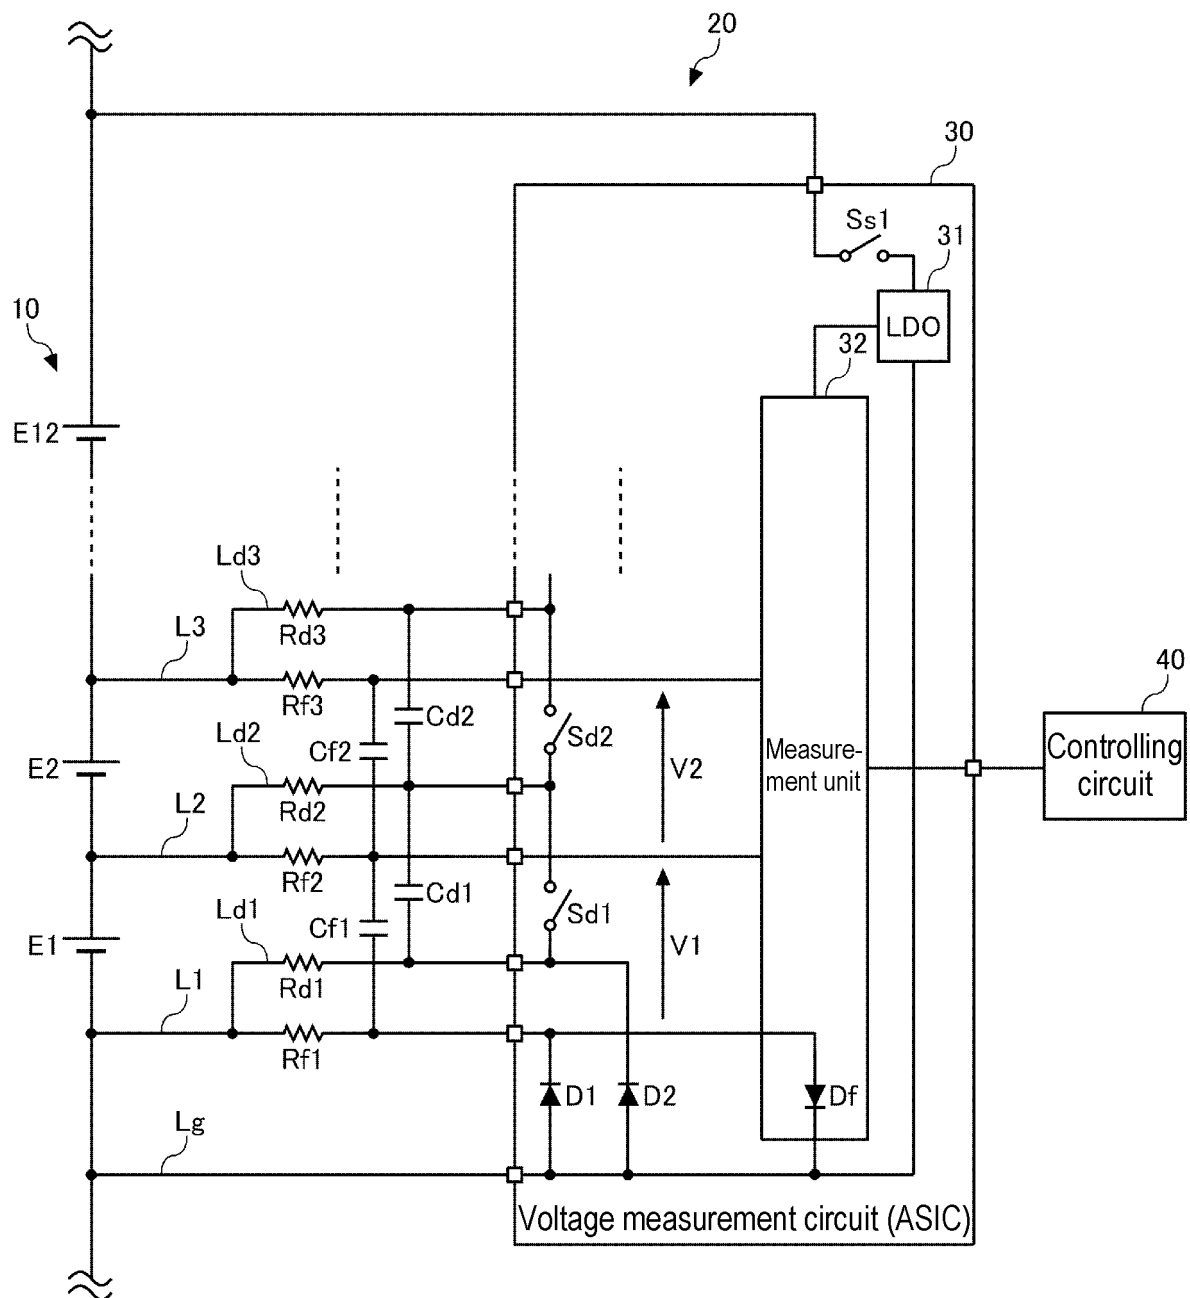 20
30
Ss1
31
10
LDO
32
E12
Ld3
Rd3
L3
40
Rf3
Cd2
Ld2
Sd2
Cf2
Measure-
ment unit
Controlling
circuit
E2
V2
Rd2
L2
Rf2
Cd1
Ld1
Sd1
Cf1
E1
V1
Rd1
L1
Rf1
D1
D2
Df
Lg
Voltage measurement circuit (ASIC)